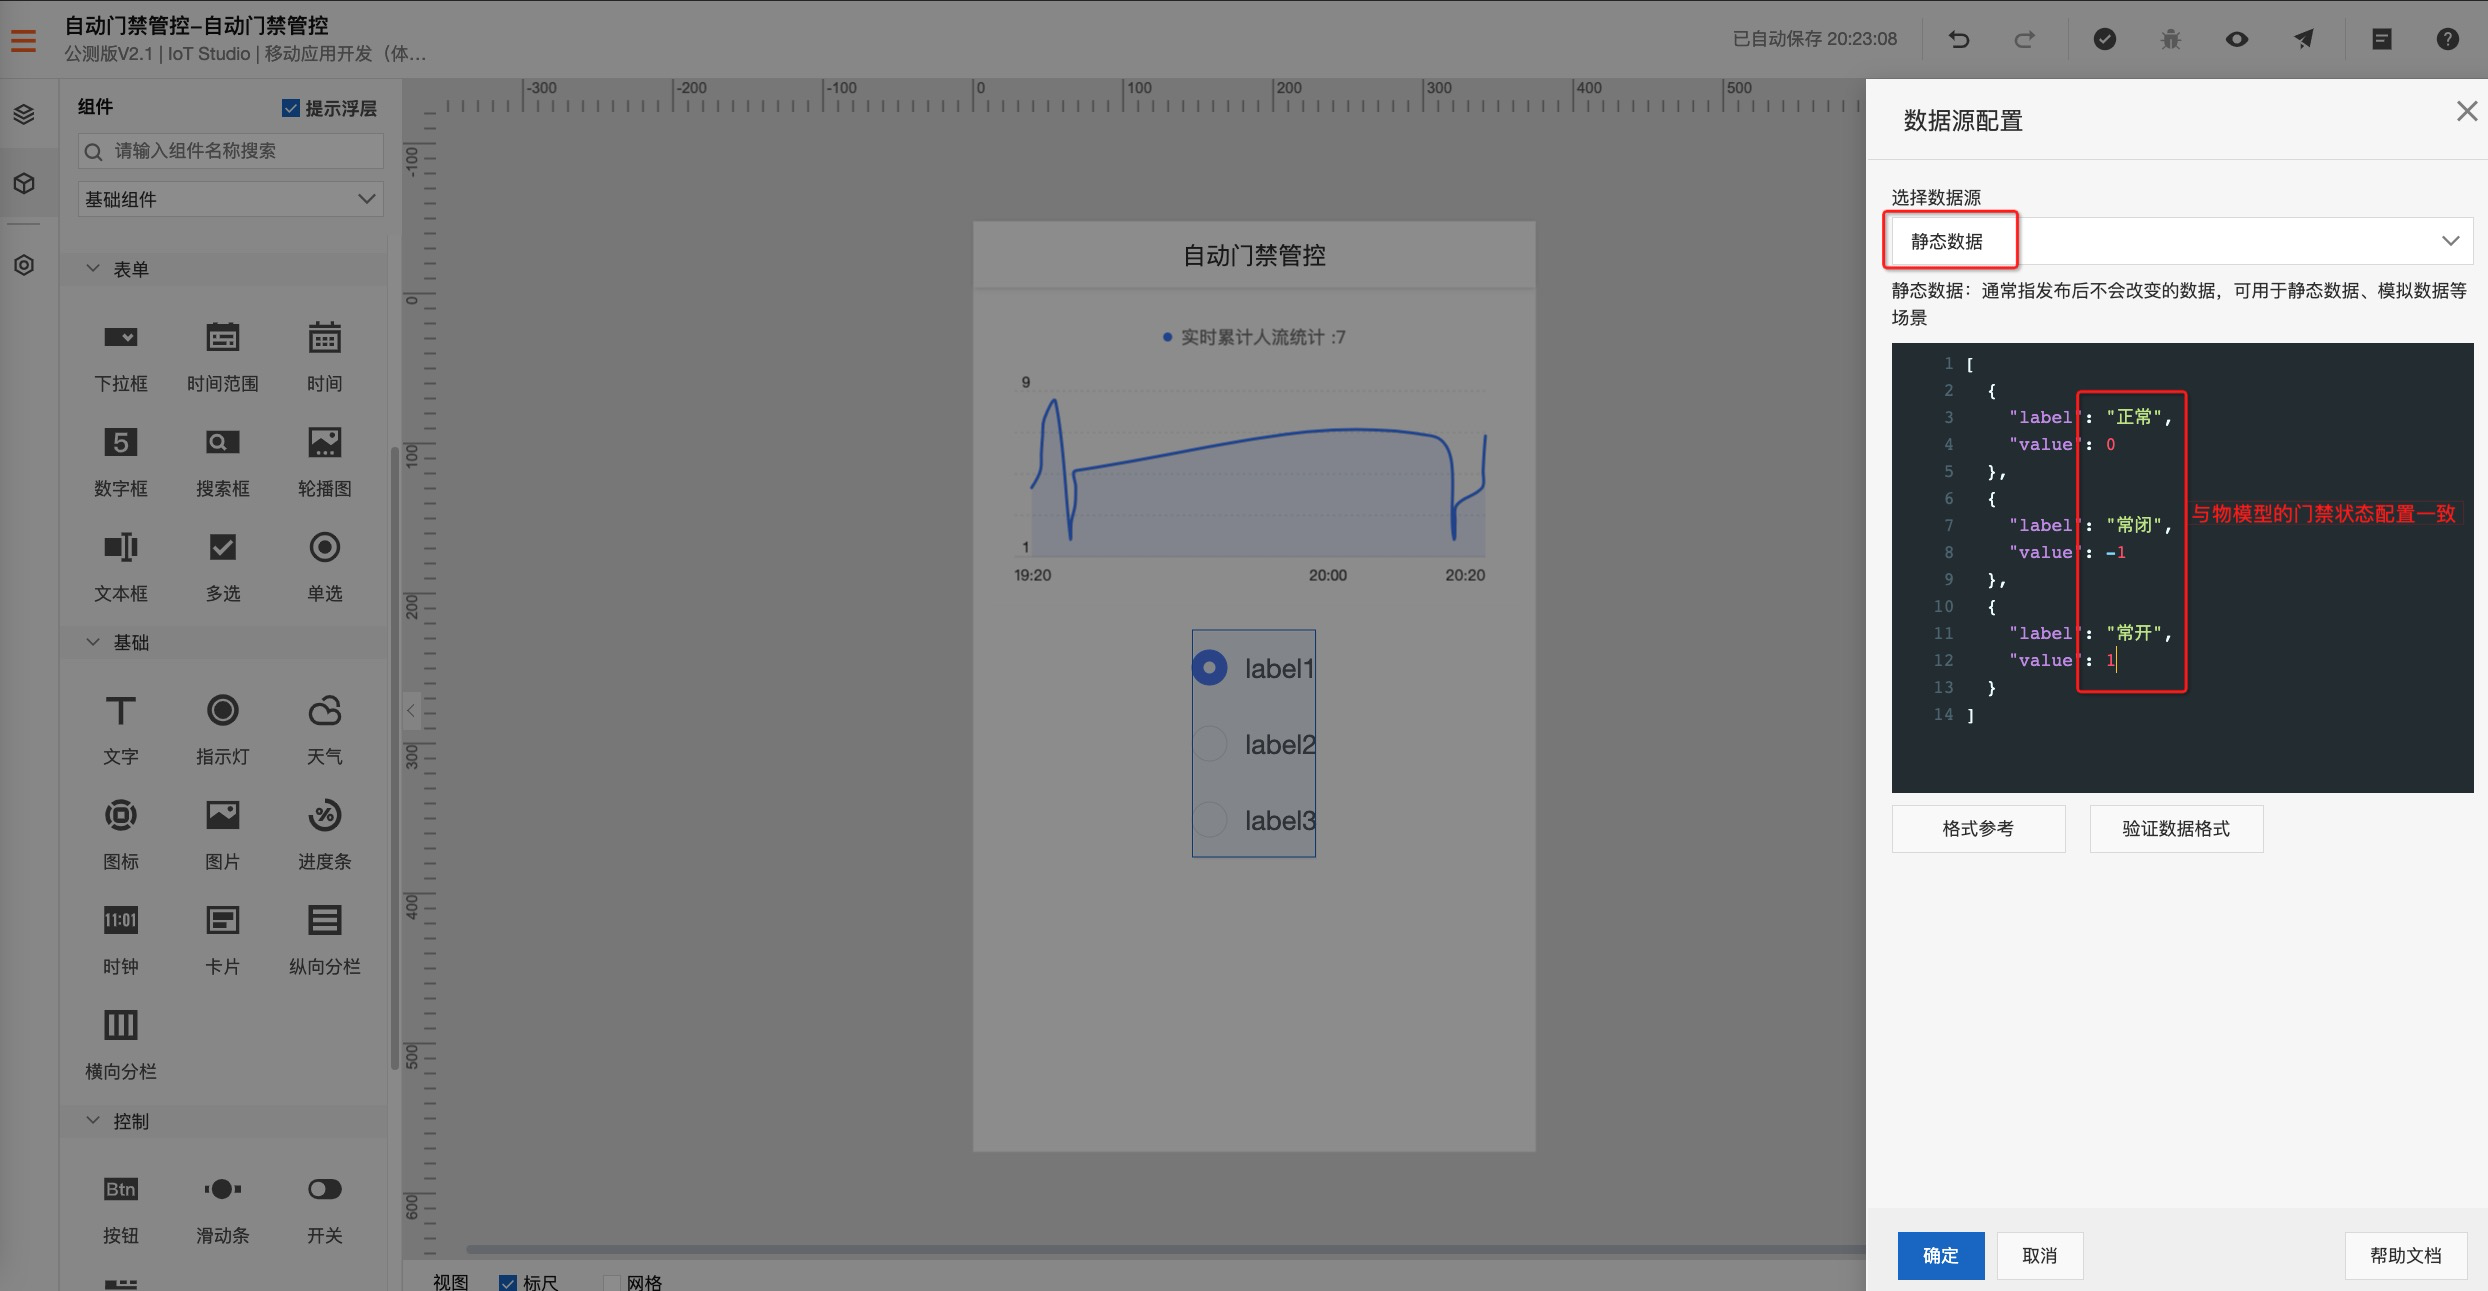 自动门禁管控-自动门禁管控
公测版V2.1 | IoT Studio | 移动应用开发（体...
已自动保存 20:23:08
组件
提示浮层
请输入组件名称搜索
基础组件
表单
下拉框 时间范围 时间
5
数字框 搜索框 轮播图
文本框 多选 单选
基础
文字 指示灯 天气
%
图标 图片 进度条
11:01
时钟 卡片 纵向分栏
横向分栏
控制
Btn
按钮 滑动条 开关
-300 -200 -100 0 100 200 300 400 500
-100
0
100
200
300
400
500
600
自动门禁管控
实时累计人流统计 :7
9
1
19:20 20:00 20:20
label1
label2
label3
视图 标尺 网格
数据源配置
选择数据源
静态数据
静态数据：通常指发布后不会改变的数据，可用于静态数据、模拟数据等
场景
1 [
2 {
3 "label": "正常",
4 "value": 0
5 },
6 {
7 "label": "常闭",
8 "value": -1
9 },
10 {
11 "label": "常开",
12 "value": 1
13 }
14 ]
与物模型的门禁状态配置一致
格式参考 验证数据格式
确定 取消 帮助文档